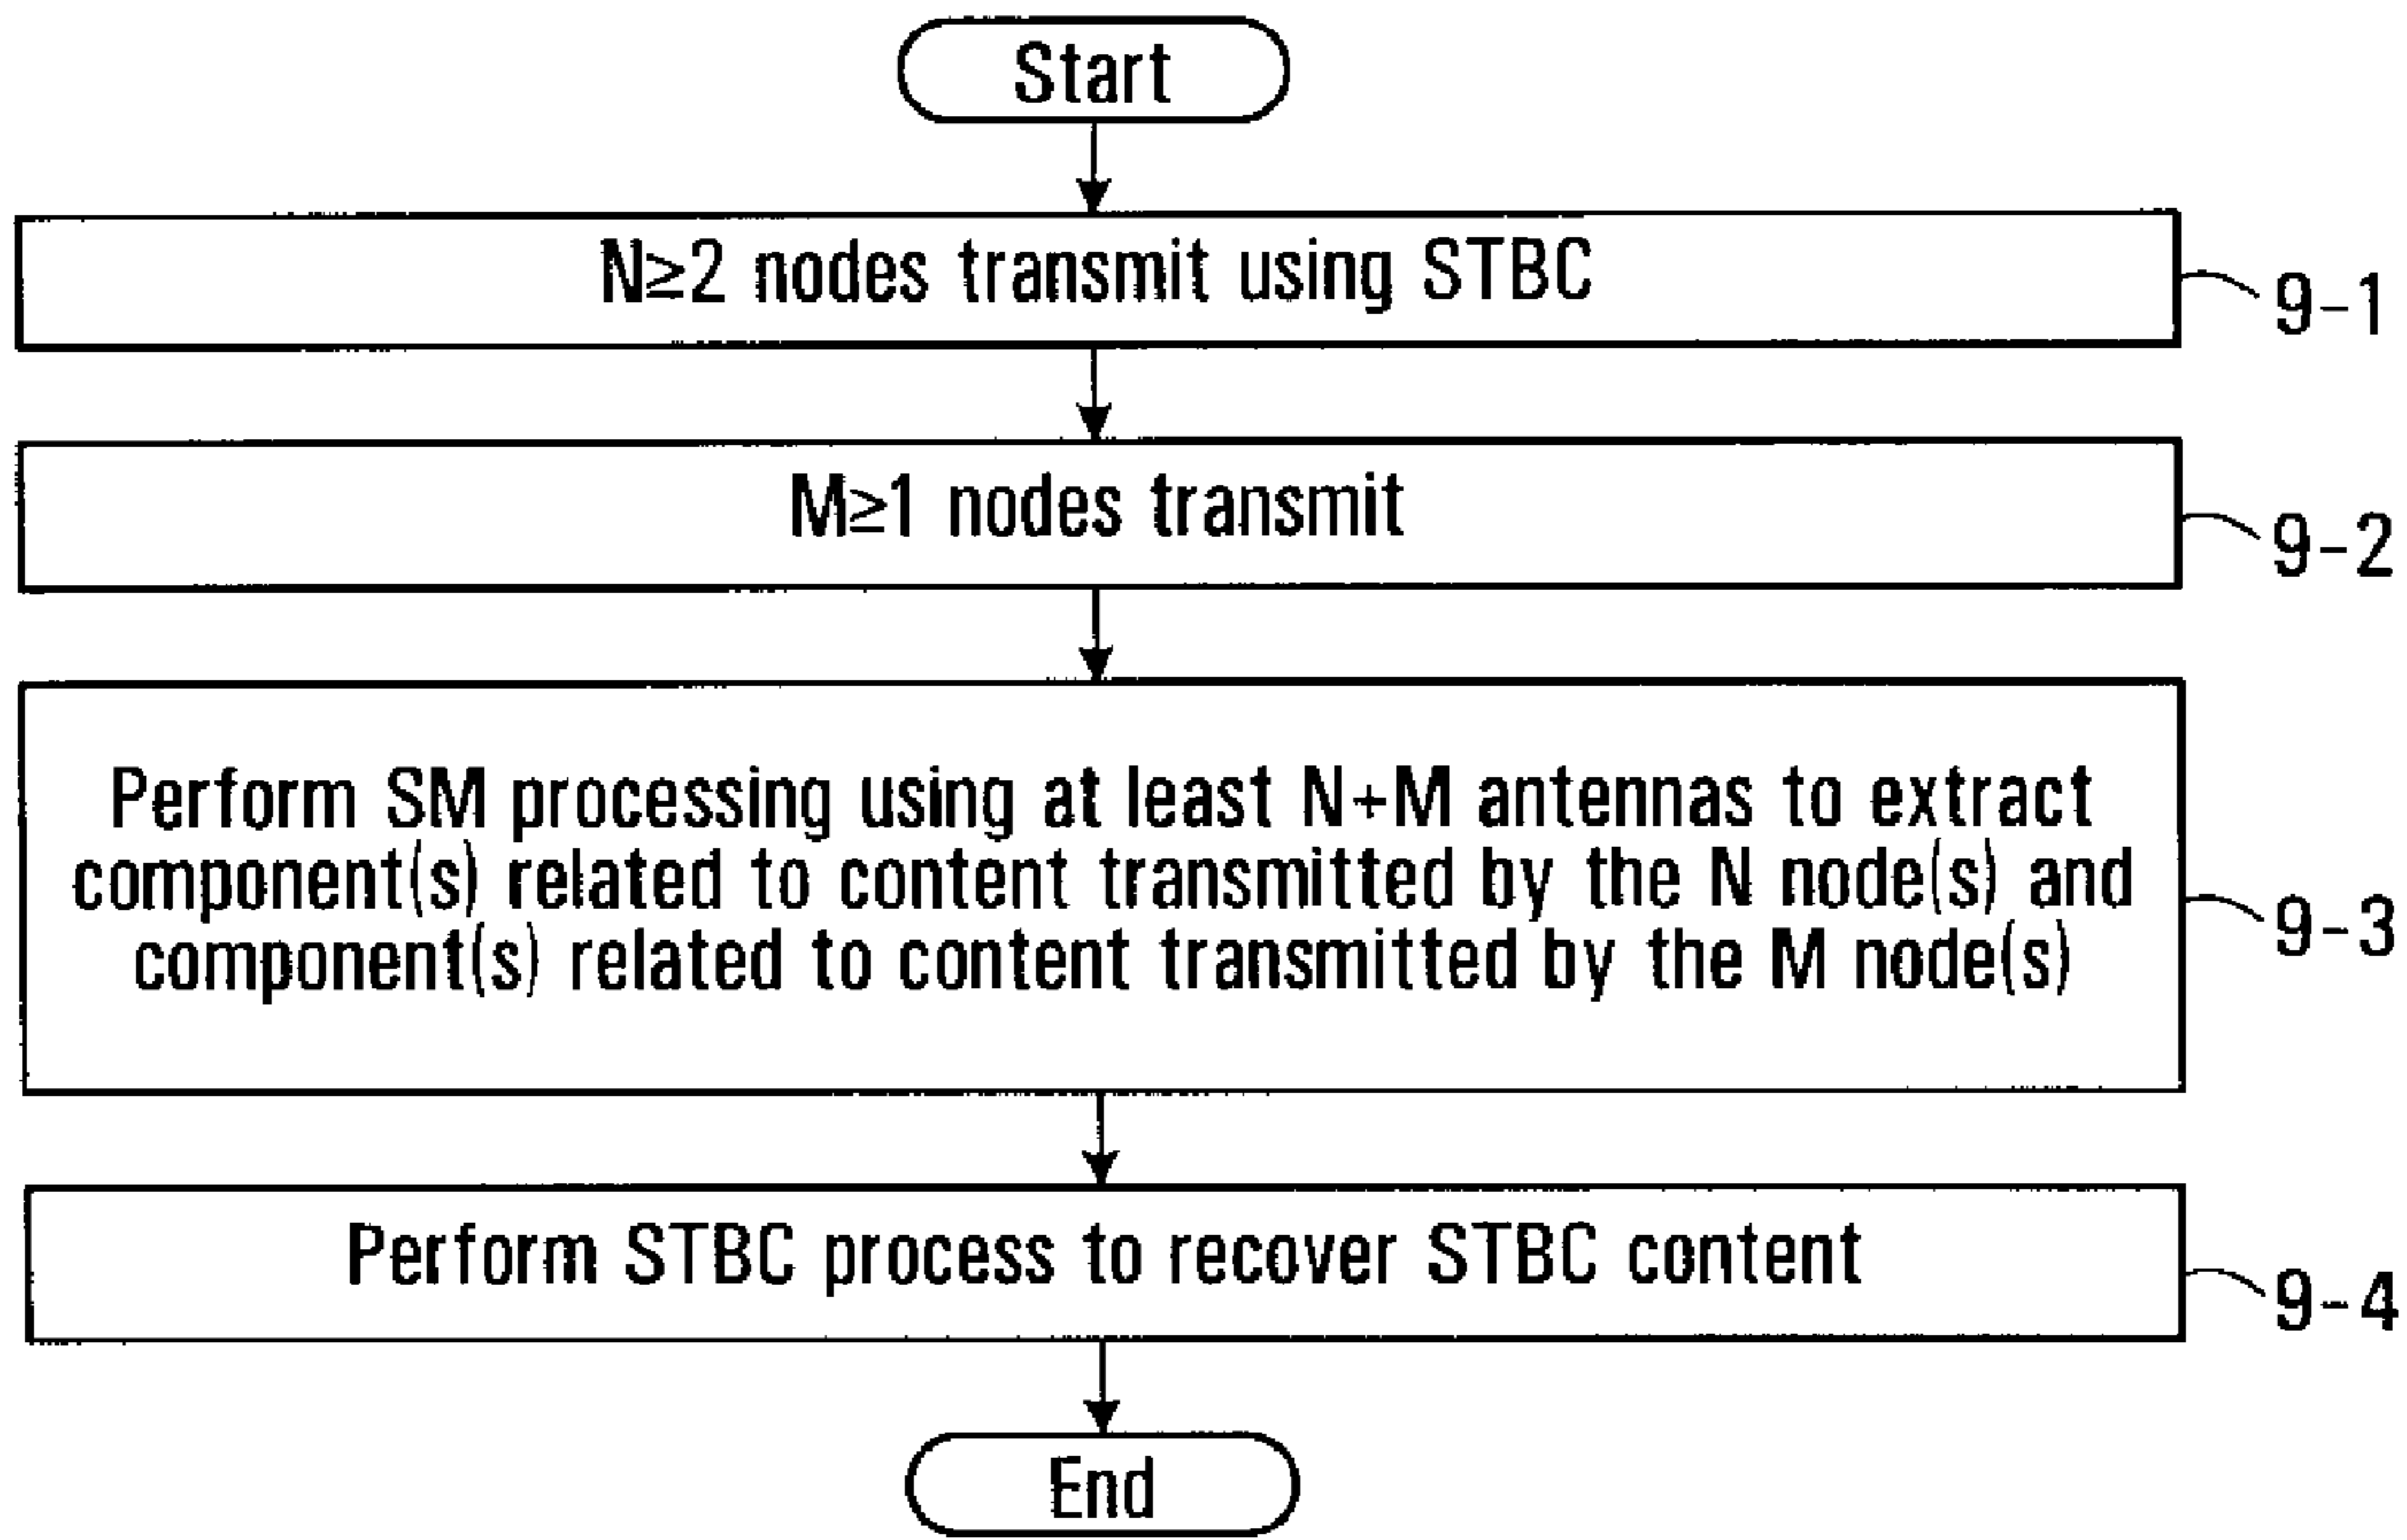 Start
N≥2 nodes transmit using STBC
9-1
M≥1 nodes transmit
9-2
Perform SM processing using at least N+M antennas to extract
component(s) related to content transmitted by the N node(s) and
component(s) related to content transmitted by the M node(s)
9-3
Perform STBC process to recover STBC content
9-4
End